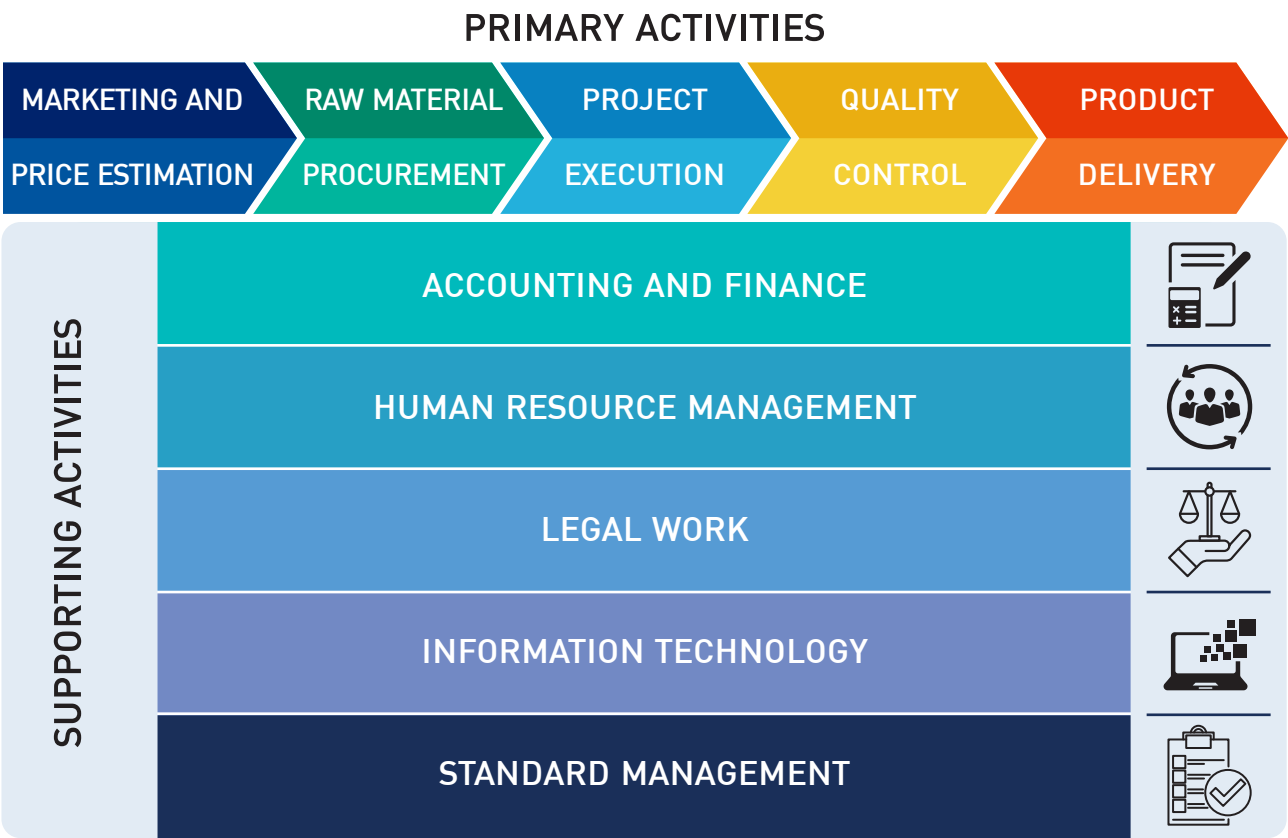 PRIMARY ACTIVITIES
MARKETING AND
PRICE ESTIMATION
RAW MATERIAL
PROCUREMENT
PROJECT
EXECUTION
QUALITY
CONTROL
PRODUCT
DELIVERY
SUPPORTING ACTIVITIES
ACCOUNTING AND FINANCE
HUMAN RESOURCE MANAGEMENT
LEGAL WORK
INFORMATION TECHNOLOGY
STANDARD MANAGEMENT